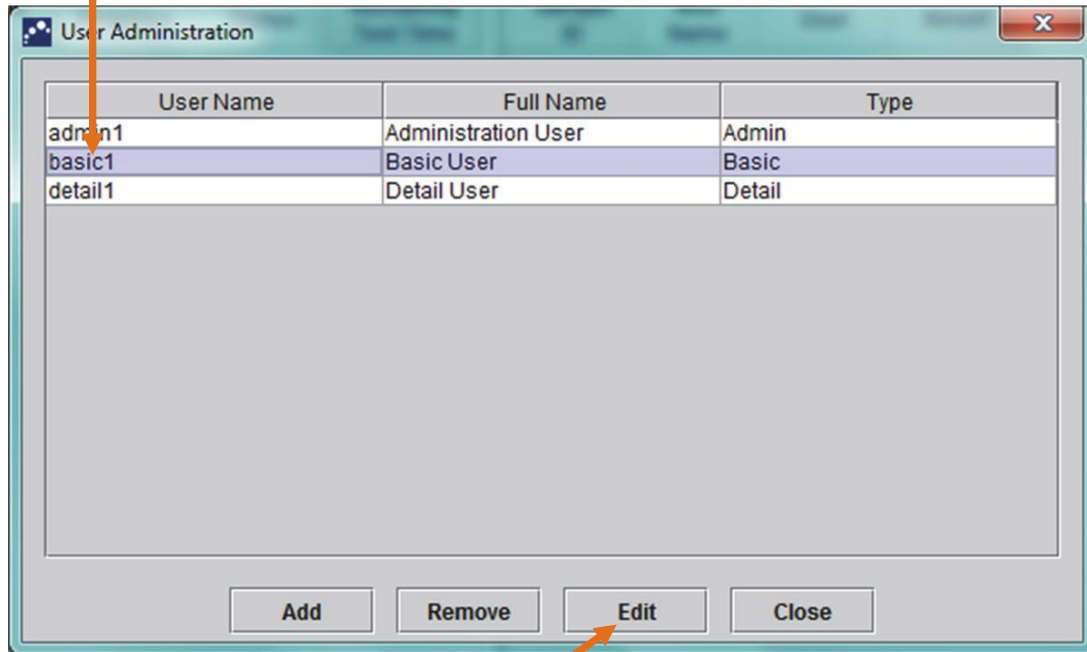 User Administration
User Name Full Name Type
admin1 Administration User Admin
basic1 Basic User Basic
detail1 Detail User Detail
Add Remove Edit Close